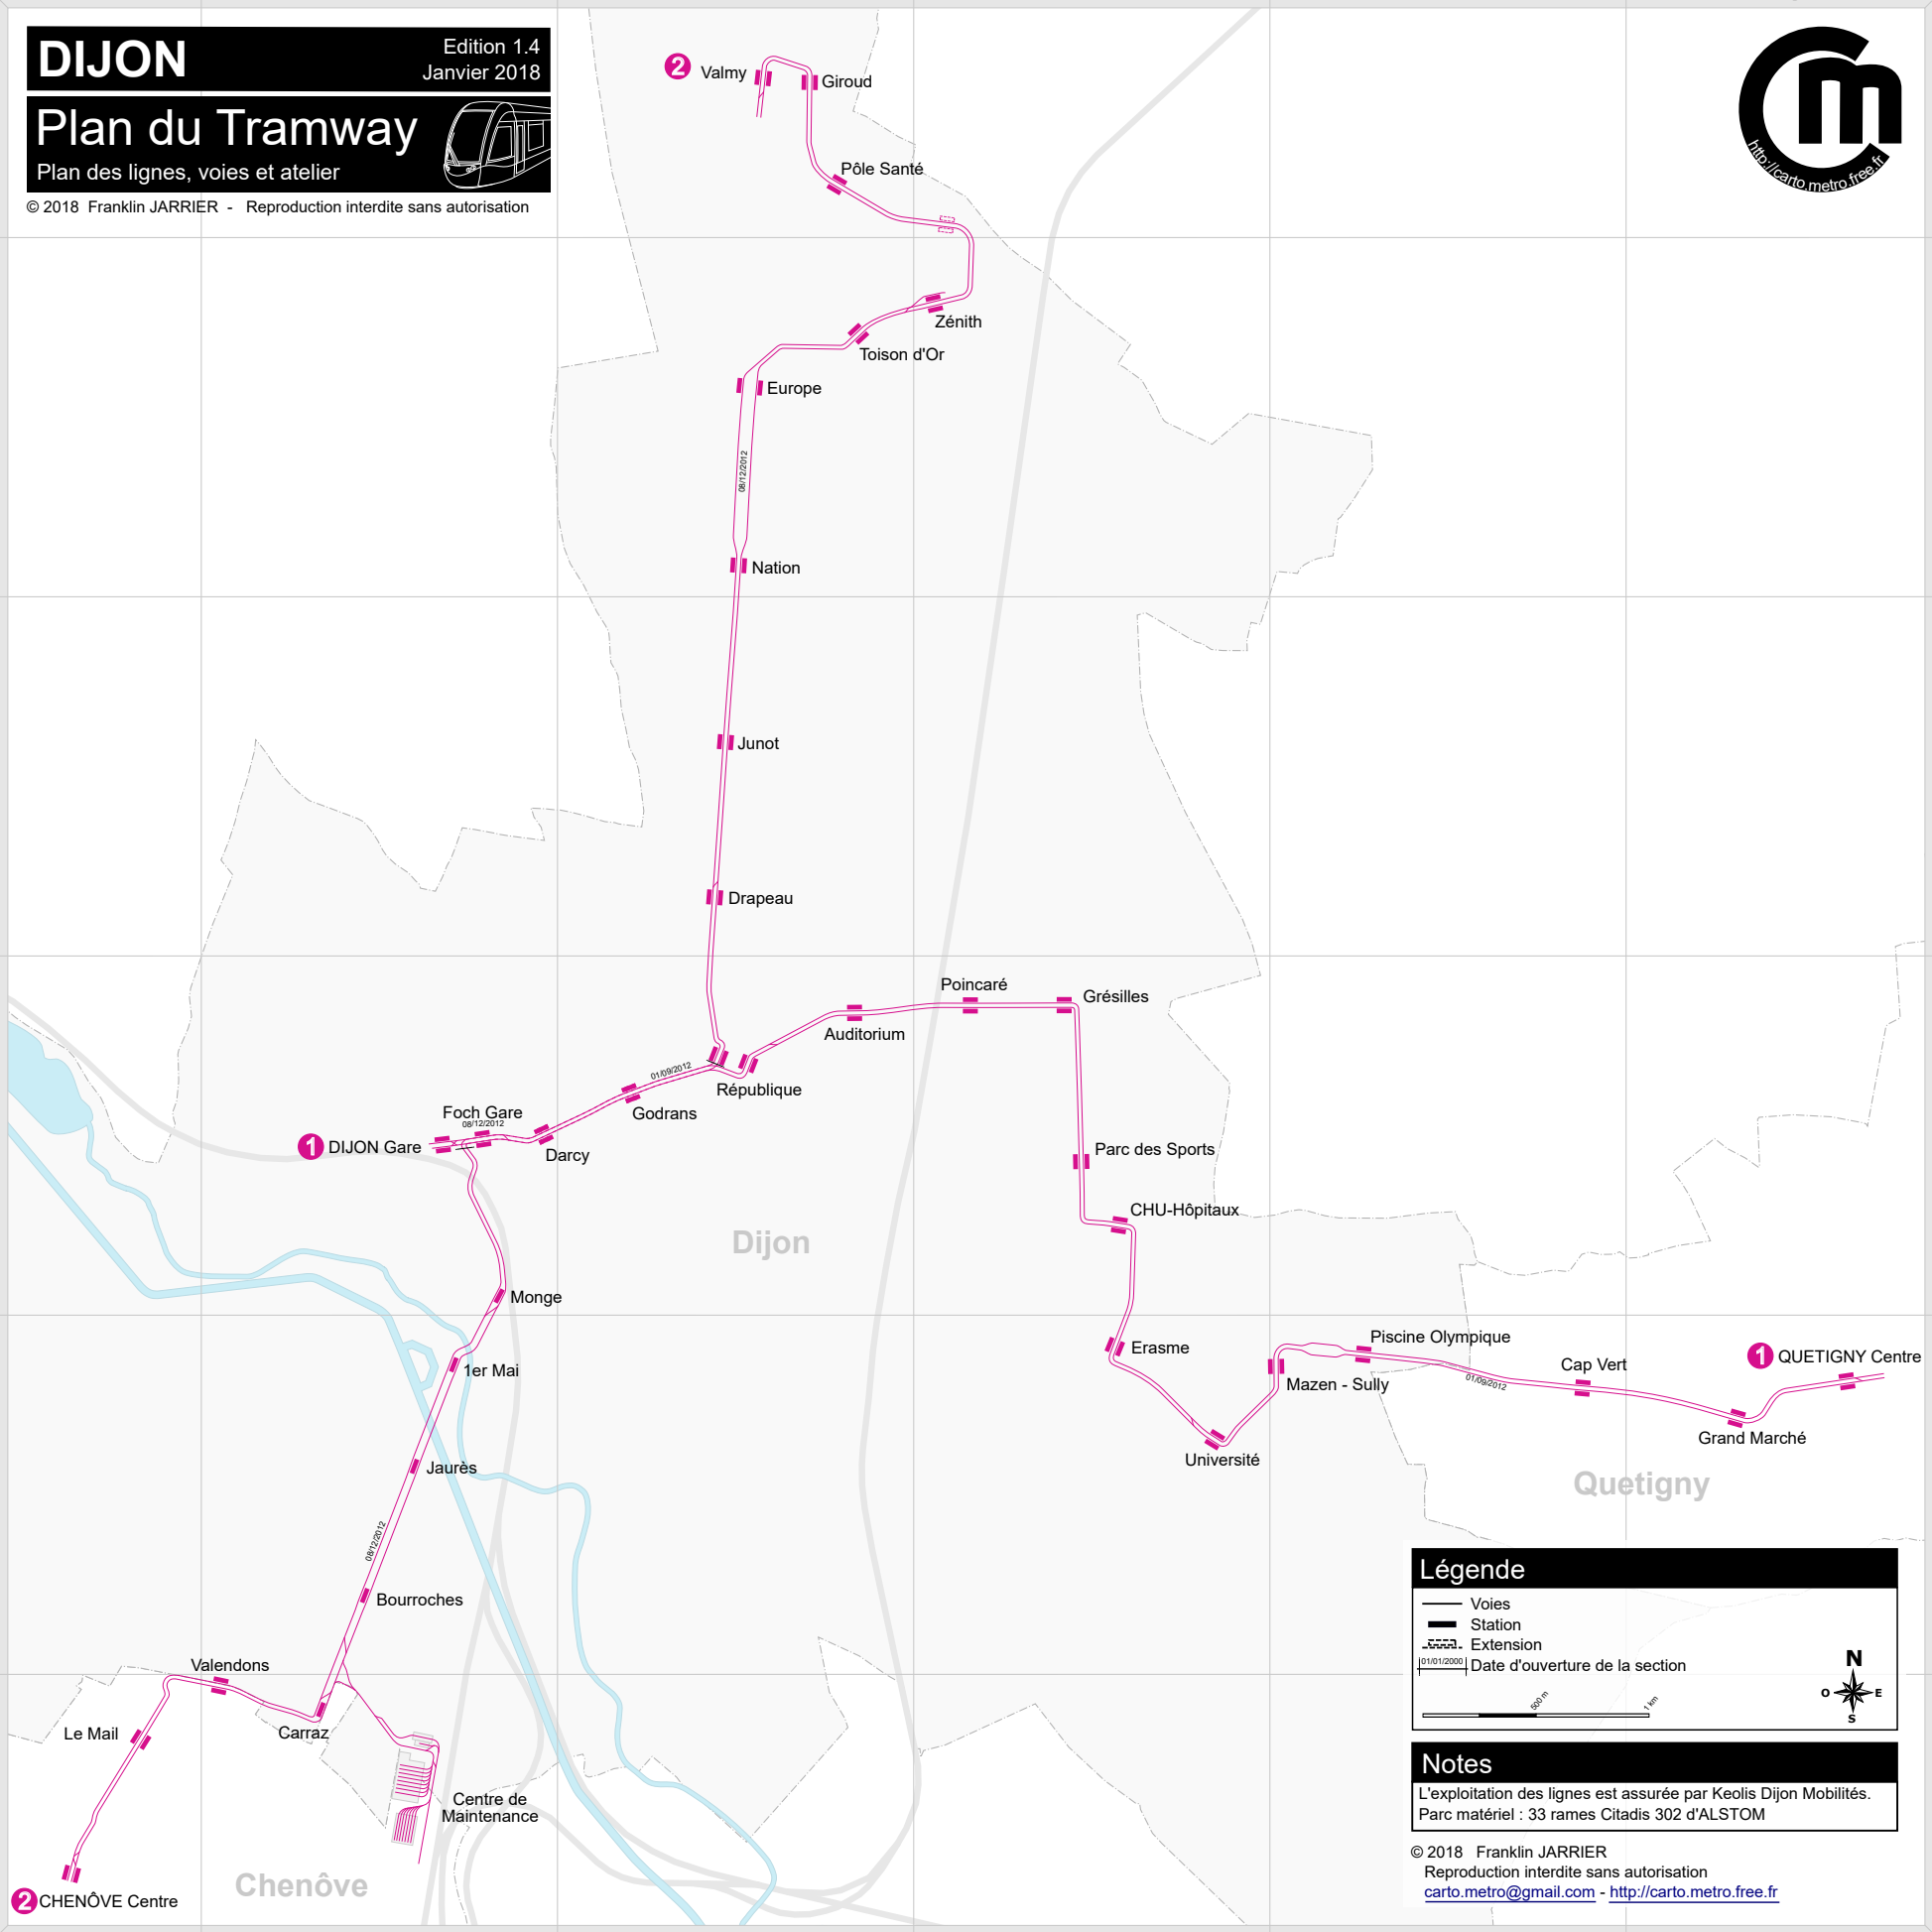 DIJON
Edition 1.4
Janvier 2018
Plan du Tramway
Plan des lignes, voies et atelier
© 2018 Franklin JARRIER - Reproduction interdite sans autorisation
http://carto.metro.free.fr
2 Valmy
Giroud
Pôle Santé
Zénith
Toison d'Or
Europe
08/12/2012
Nation
Junot
Drapeau
Poincaré
Grésilles
Auditorium
01/09/2012
République
Godrans
Foch Gare
08/12/2012
1 DIJON Gare
Darcy
Parc des Sports
CHU-Hôpitaux
Dijon
Monge
Erasme
Piscine Olympique
1 QUETIGNY Centre
Cap Vert
1er Mai
Mazen - Sully
01/09/2012
Grand Marché
Université
Jaurès
Quetigny
08/12/2012
Bourroches
Valendons
Carraz
Le Mail
Centre de
Maintenance
Chenôve
2 CHENÔVE Centre
Légende
Voies
Station
Extension
01/01/2000 Date d'ouverture de la section
500 m
1 km
N
O
E
S
Notes
L'exploitation des lignes est assurée par Keolis Dijon Mobilités.
Parc matériel : 33 rames Citadis 302 d'ALSTOM
© 2018 Franklin JARRIER
Reproduction interdite sans autorisation
carto.metro@gmail.com - http://carto.metro.free.fr